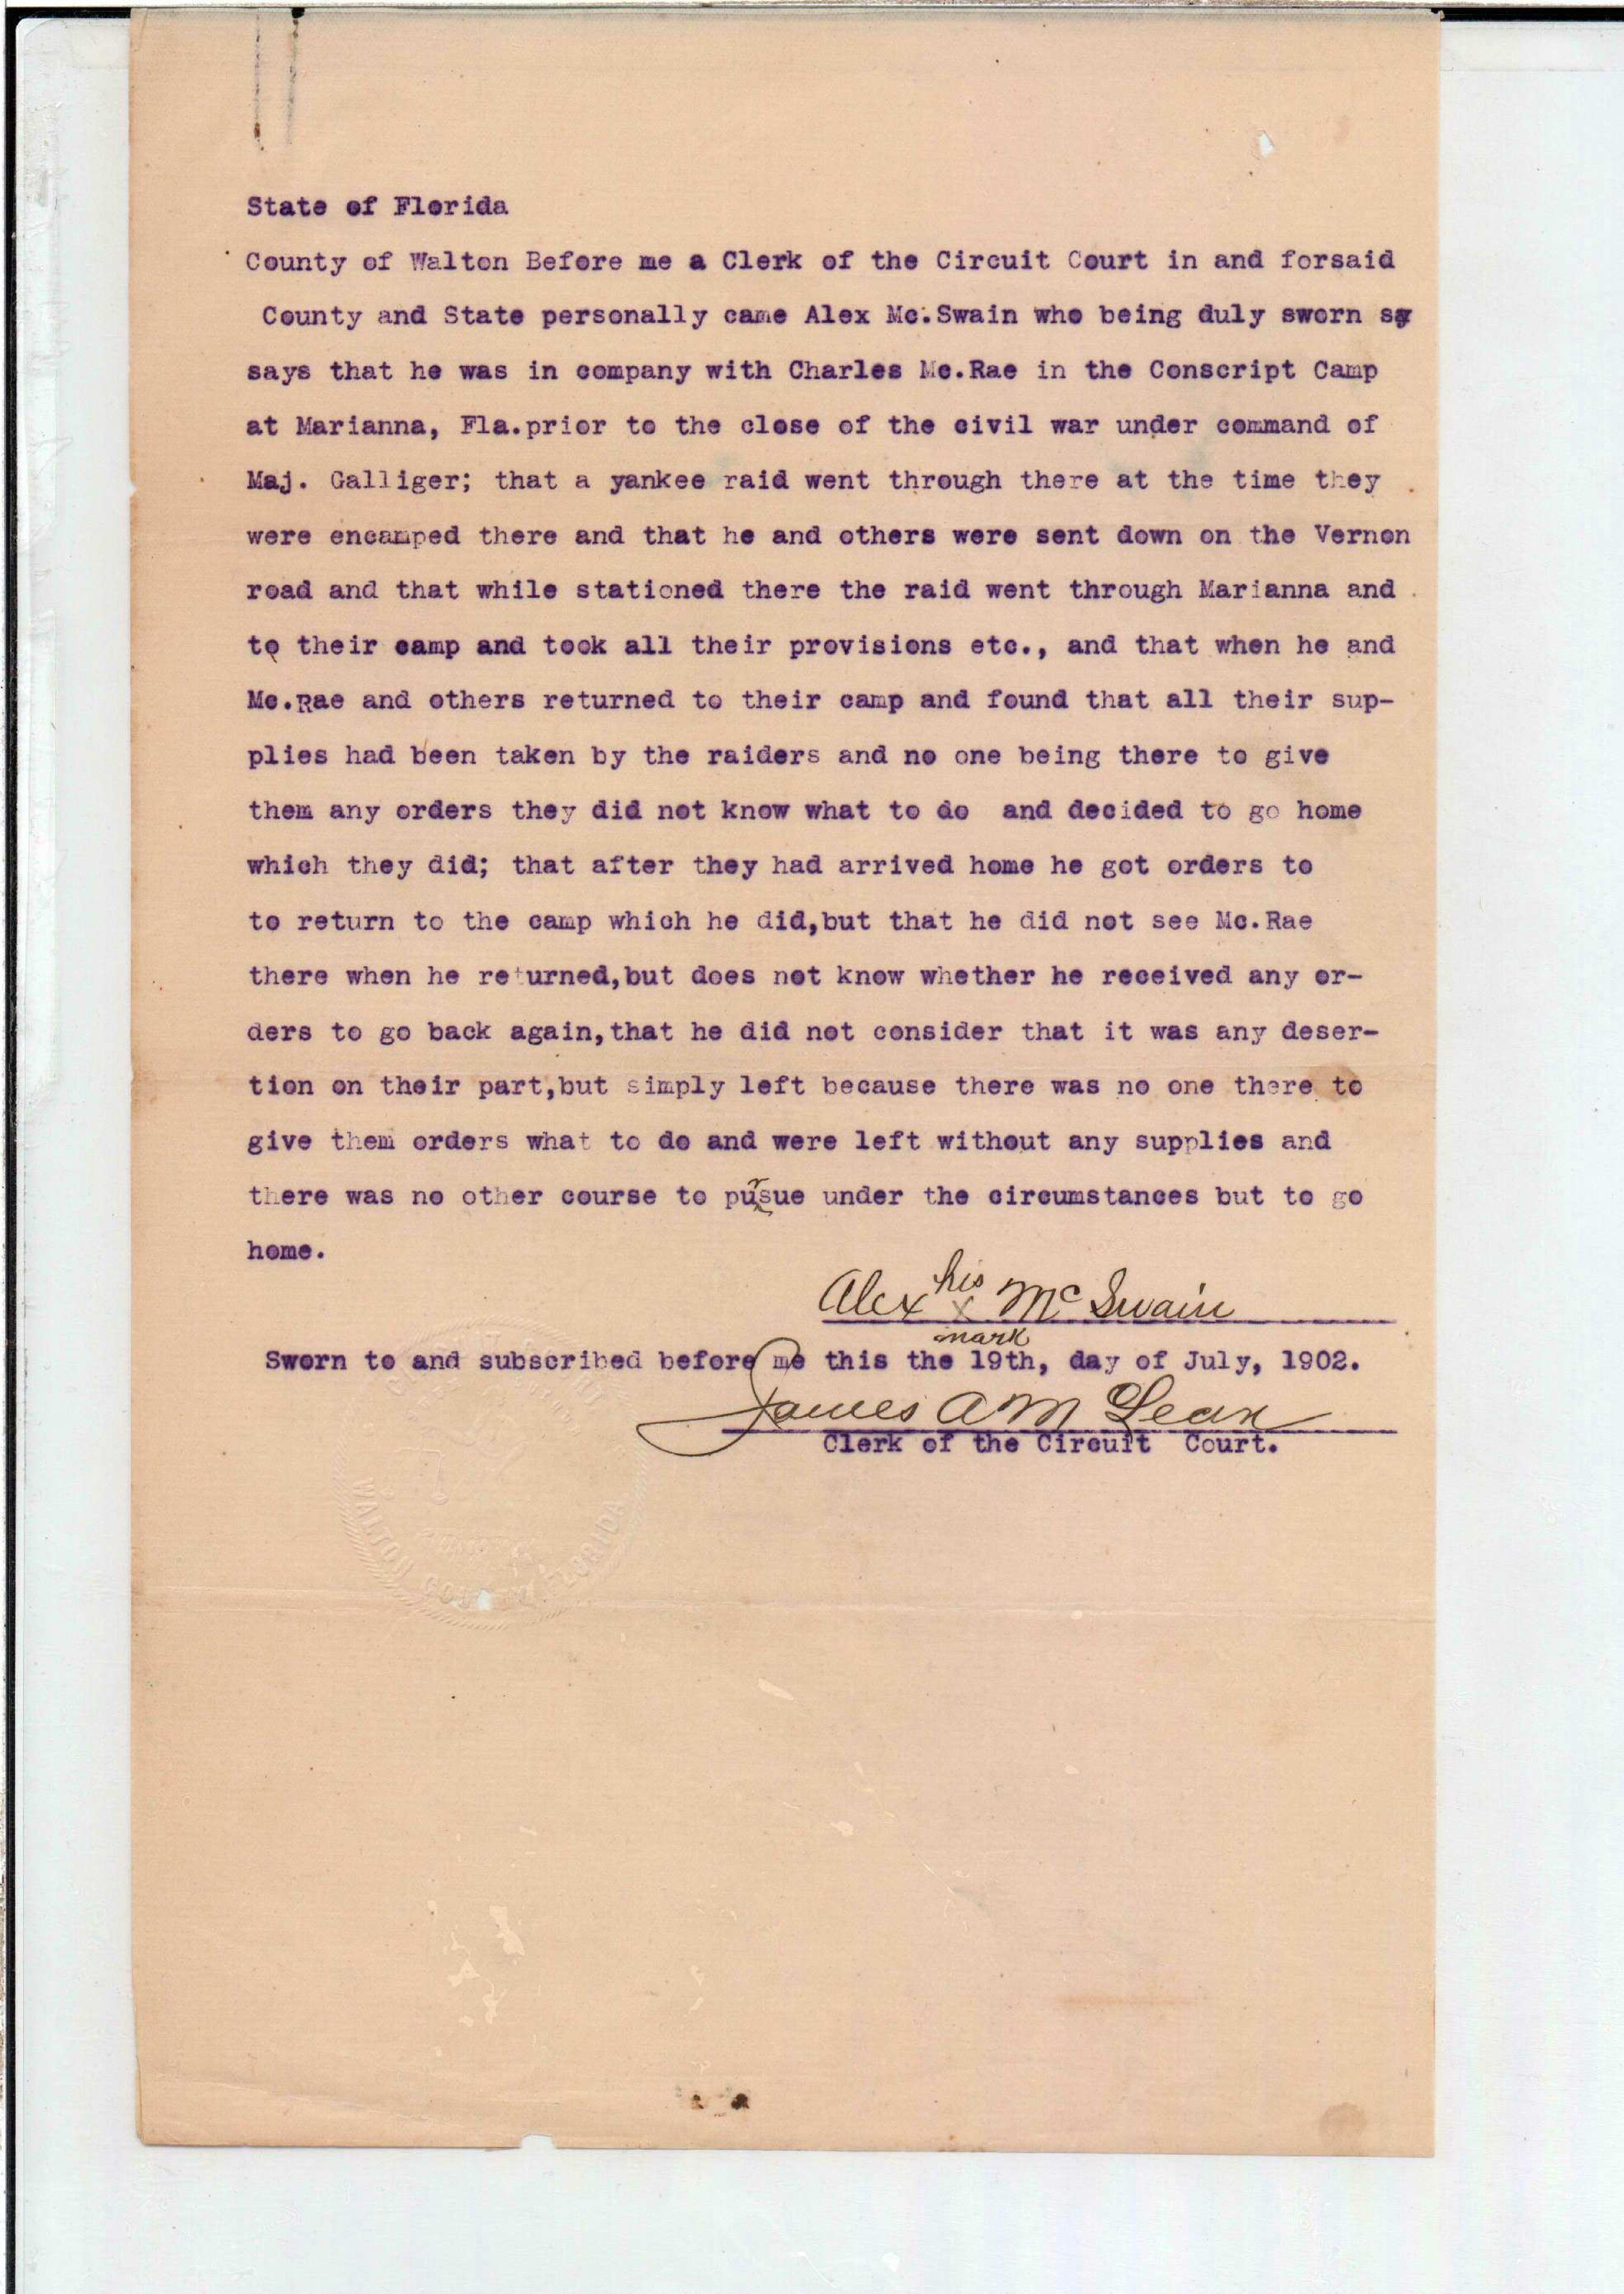 State of Florida
County of Walton Before me a Clerk of the Circuit Court in and forsaid
County and State personally came Alex Mc.Swain who being duly sworn sy
says that he was in company with Charles Mc.Rae in the Conscript Camp
at Marianna, Fla.prior to the close of the civil war under command of
Maj. Galliger; that a yankee raid went through there at the time they
were encamped there and that he and others were sent down on the Vernon
road and that while stationed there the raid went through Marianna and
to their camp and took all their provisions etc., and that when he and
Mc.Rae and others returned to their camp and found that all their sup-
plies had been taken by the raiders and no one being there to give
them any orders they did not know what to do and decided to go home
which they did; that after they had arrived home he got orders to
to return to the camp which he did,but that he did not see Mc.Rae
there when he returned,but does not know whether he received any or-
ders to go back again,that he did not consider that it was any deser-
tion on their part,but simply left because there was no one there to
give them orders what to do and were left without any supplies and
there was no other course to pursue under the circumstances but to go
home.
Alex his x mark McSwain
Sworn to and subscribed before me this the 19th, day of July, 1902.
James A McLean
Clerk of the Circuit Court.
WALTON COUNTY FLORIDA